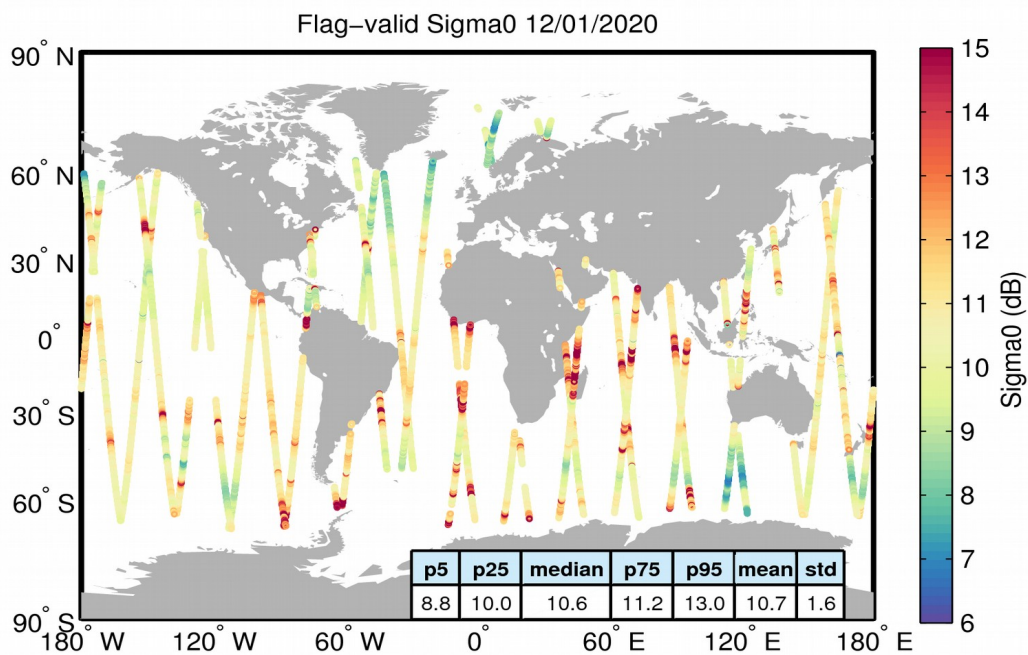 Flag-valid Sigma0 12/01/2020
90° N
60° N
30° N
0°
30° S
60° S
90° S
180° W
120° W
60° W
0°
60° E
120° E
180° E
p5 p25 median p75 p95 mean std
8.8 10.0 10.6 11.2 13.0 10.7 1.6
15
14
13
12
11
10
9
8
7
6
Sigma0 (dB)